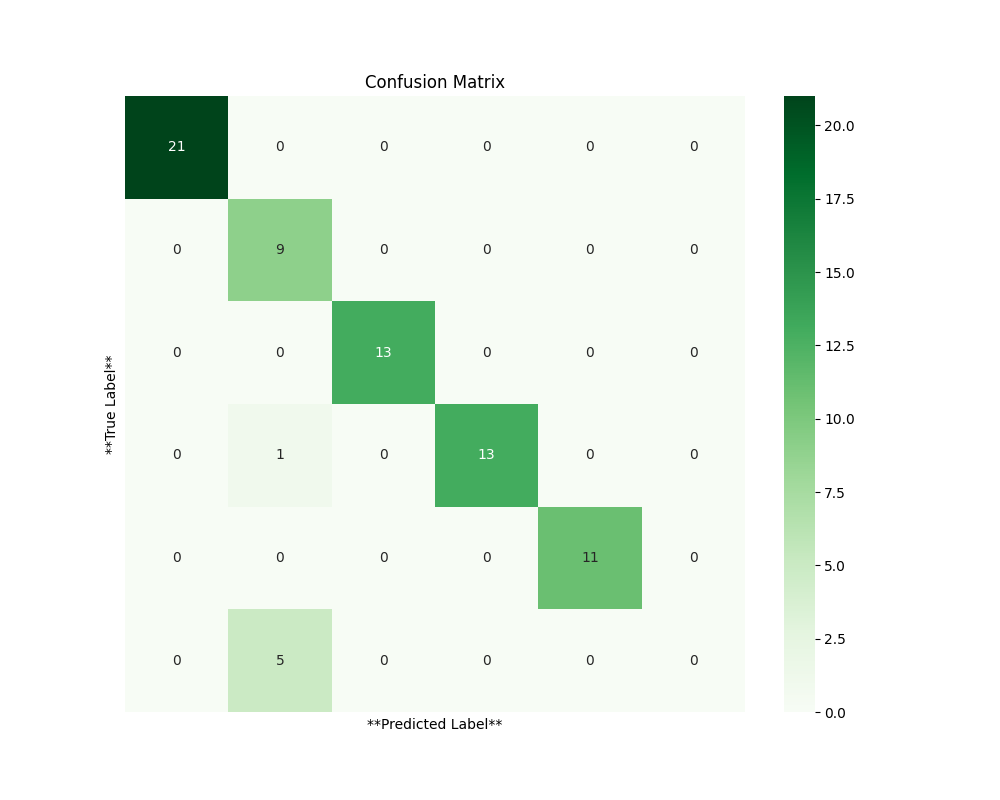 Confusion Matrix
21 0 0 0 0 0
0 9 0 0 0 0
0 0 13 0 0 0
0 1 0 13 0 0
0 0 0 0 11 0
0 5 0 0 0 0
**True Label**
**Predicted Label**
20.0
17.5
15.0
12.5
10.0
7.5
5.0
2.5
0.0